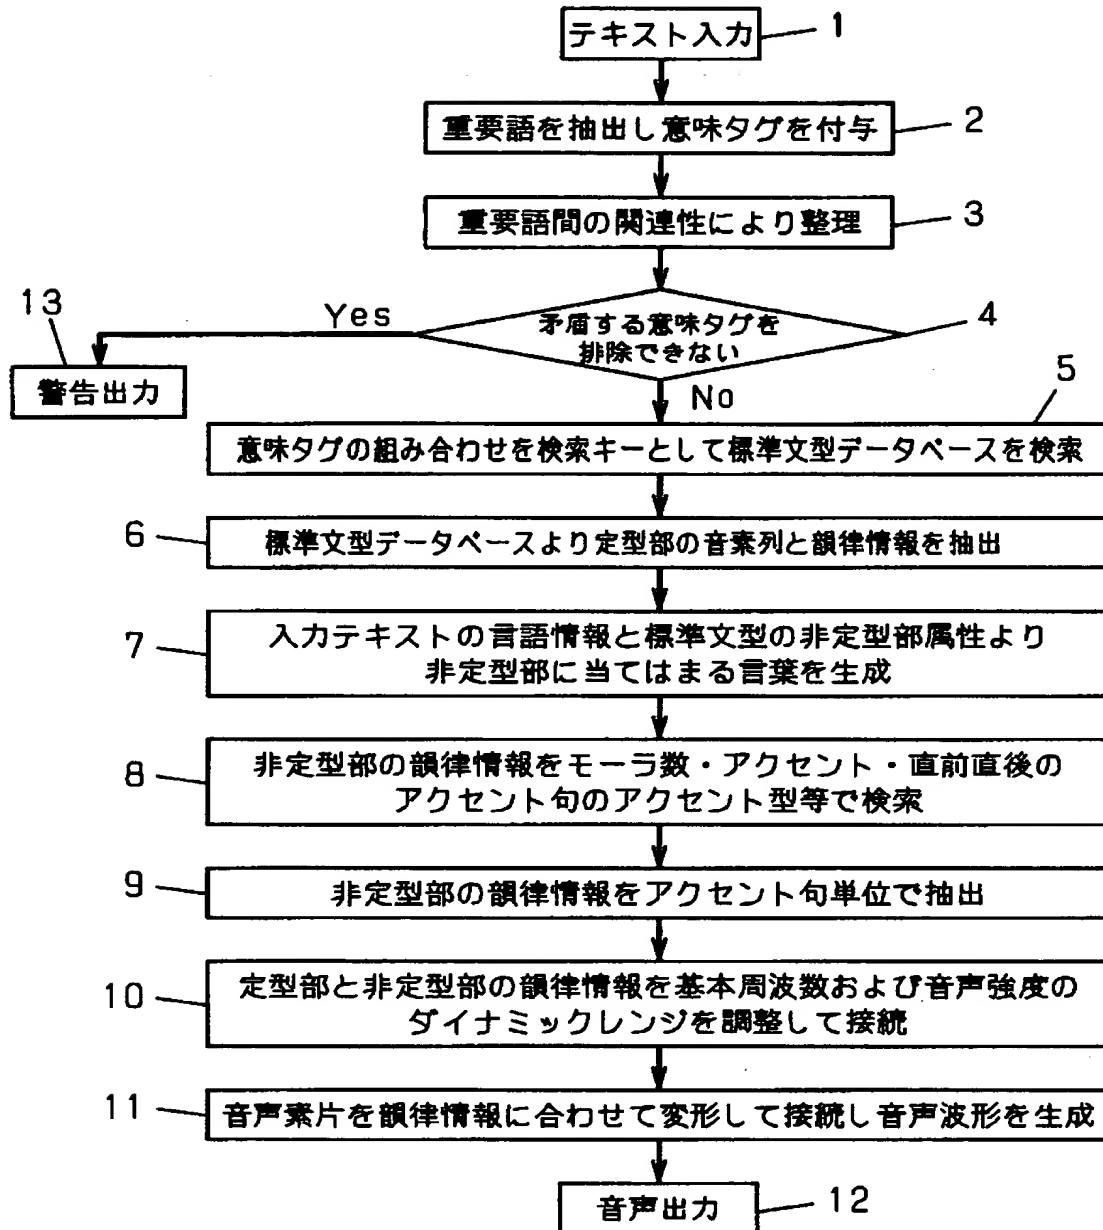 テキスト入力
1
重要語を抽出し意味タグを付与
2
重要語間の関連性により整理
3
13
Yes
矛盾する意味タグを
排除できない
4
警告出力
No
5
意味タグの組み合わせを検索キーとして標準文型データベースを検索
6
標準文型データベースより定型部の音素列と韻律情報を抽出
7
入力テキストの言語情報と標準文型の非定型部属性より
非定型部に当てはまる言葉を生成
8
非定型部の韻律情報をモーラ数・アクセント・直前直後の
アクセント句のアクセント型等で検索
9
非定型部の韻律情報をアクセント句単位で抽出
10
定型部と非定型部の韻律情報を基本周波数および音声強度の
ダイナミックレンジを調整して接続
11
音声素片を韻律情報に合わせて変形して接続し音声波形を生成
音声出力
12